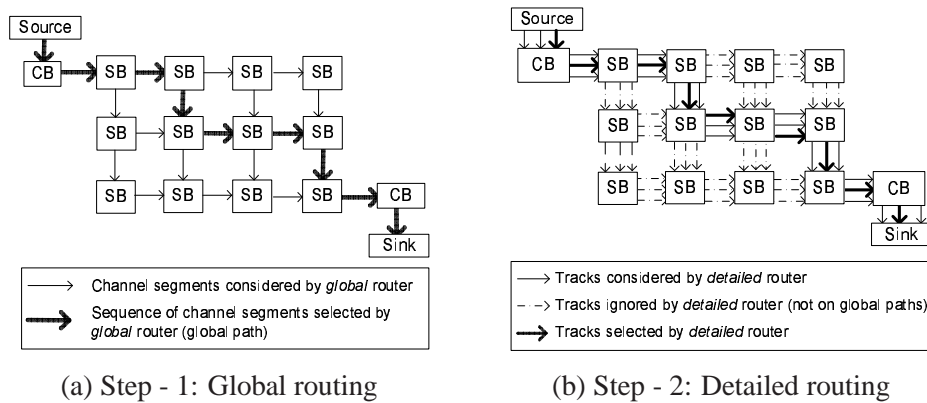 Source
CB SB SB SB SB
SB SB SB SB
SB SB SB SB CB
Sink
Channel segments considered by global router
Sequence of channel segments selected by
global router (global path)
(a) Step - 1: Global routing
Source
CB SB SB SB SB
SB SB SB SB
SB SB SB SB CB
Sink
Tracks considered by detailed router
Tracks ignored by detailed router (not on global paths)
Tracks selected by detailed router
(b) Step - 2: Detailed routing